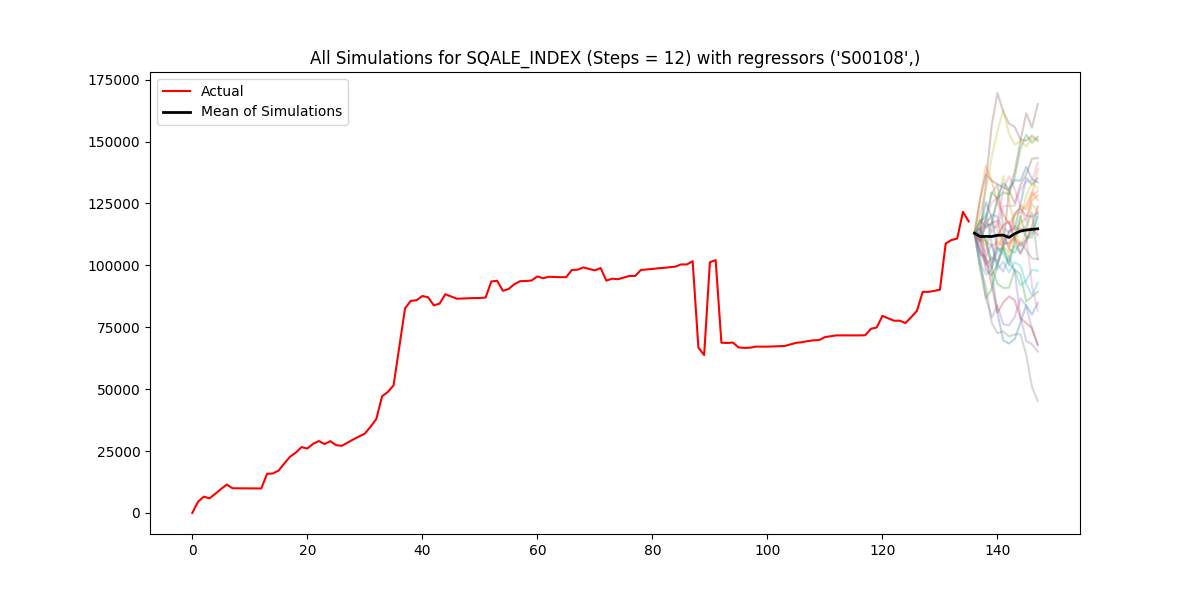 All Simulations for SQALE_INDEX (Steps = 12) with regressors ('S00108',)
Actual
Mean of Simulations
175000
150000
125000
100000
75000
50000
25000
0
0 20 40 60 80 100 120 140